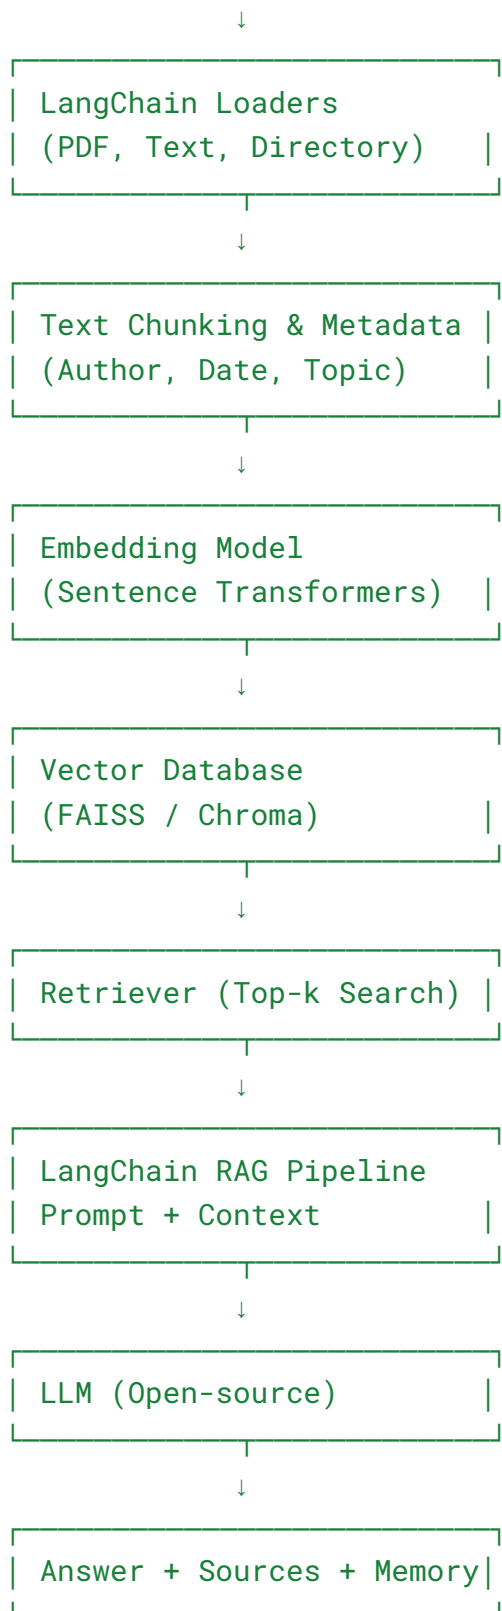 ↓
LangChain Loaders
(PDF, Text, Directory)
↓
Text Chunking & Metadata
(Author, Date, Topic)
↓
Embedding Model
(Sentence Transformers)
↓
Vector Database
(FAISS / Chroma)
↓
Retriever (Top-k Search)
↓
LangChain RAG Pipeline
Prompt + Context
↓
LLM (Open-source)
↓
Answer + Sources + Memory